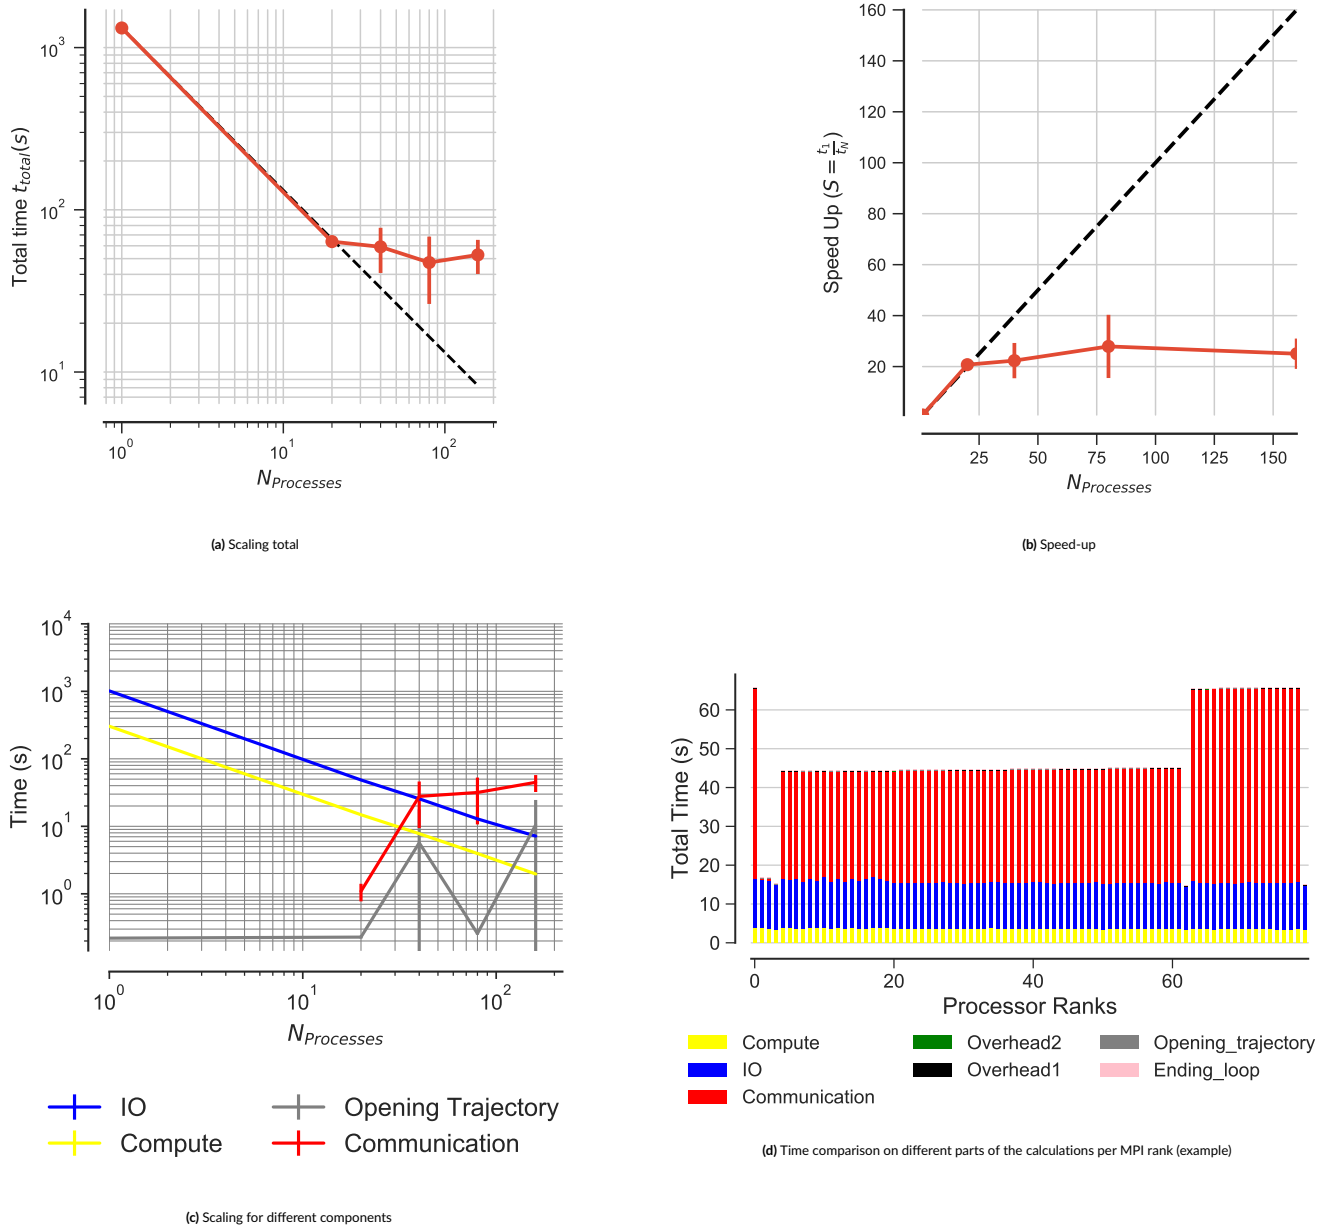 10^3
10^2
10^1
Total time t_total(s)
10^0 10^1 10^2
N_Processes
(a) Scaling total
160
140
120
100
80
60
40
20
Speed Up (S = t_1/t_N)
25 50 75 100 125 150
N_Processes
(b) Speed-up
10^4
10^3
10^2
10^1
10^0
Time (s)
10^0 10^1 10^2
N_Processes
IO Opening Trajectory
Compute Communication
(c) Scaling for different components
60
50
40
30
20
10
0
Total Time (s)
0 20 40 60
Processor Ranks
Compute Overhead2 Opening_trajectory
IO Overhead1 Ending_loop
Communication
(d) Time comparison on different parts of the calculations per MPI rank (example)